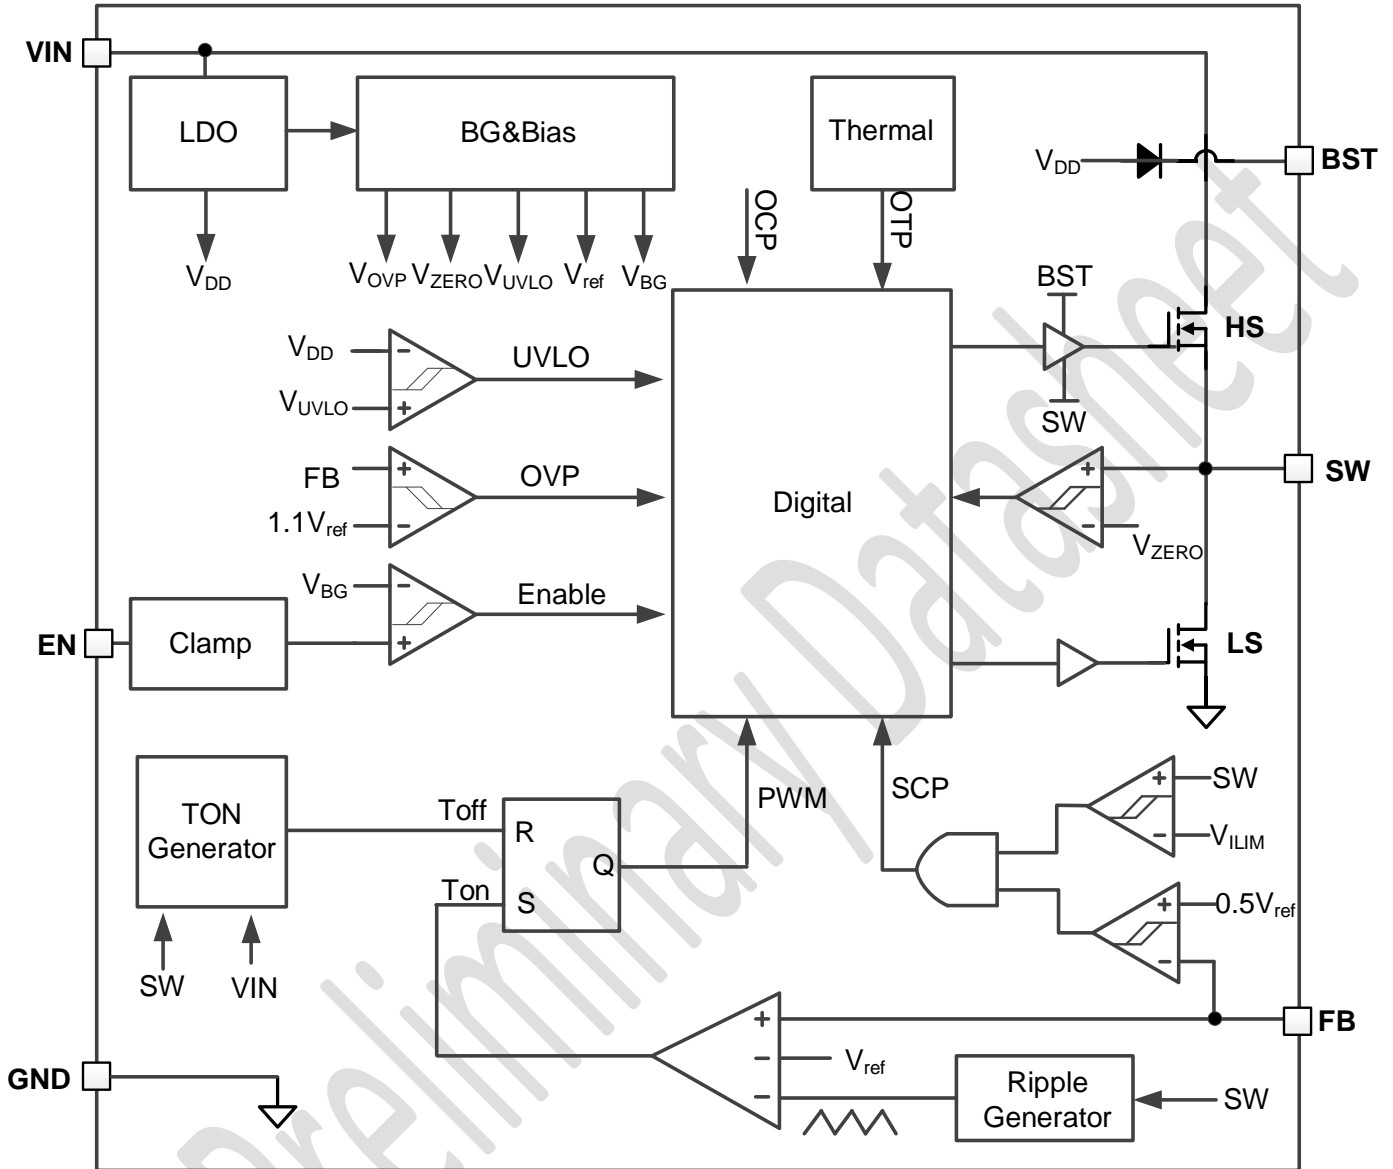 VIN
LDO
BG&Bias
Thermal
VDD
BST
VDD
VOVP
VZERO
VUVLO
Vref
VBG
OCP
OTP
BST
HS
SW
VDD
−
VUVLO
+
UVLO
FB
+
1.1Vref
−
OVP
Digital
+
−
VZERO
SW
VBG
−
+
Enable
EN
Clamp
LS
TON
Generator
SW
VIN
Toff
Ton
R
S
Q
PWM
SCP
+
SW
−
VILIM
+
0.5Vref
−
FB
+
−
Vref
−
Ripple
Generator
SW
GND
Preliminary Datasheet